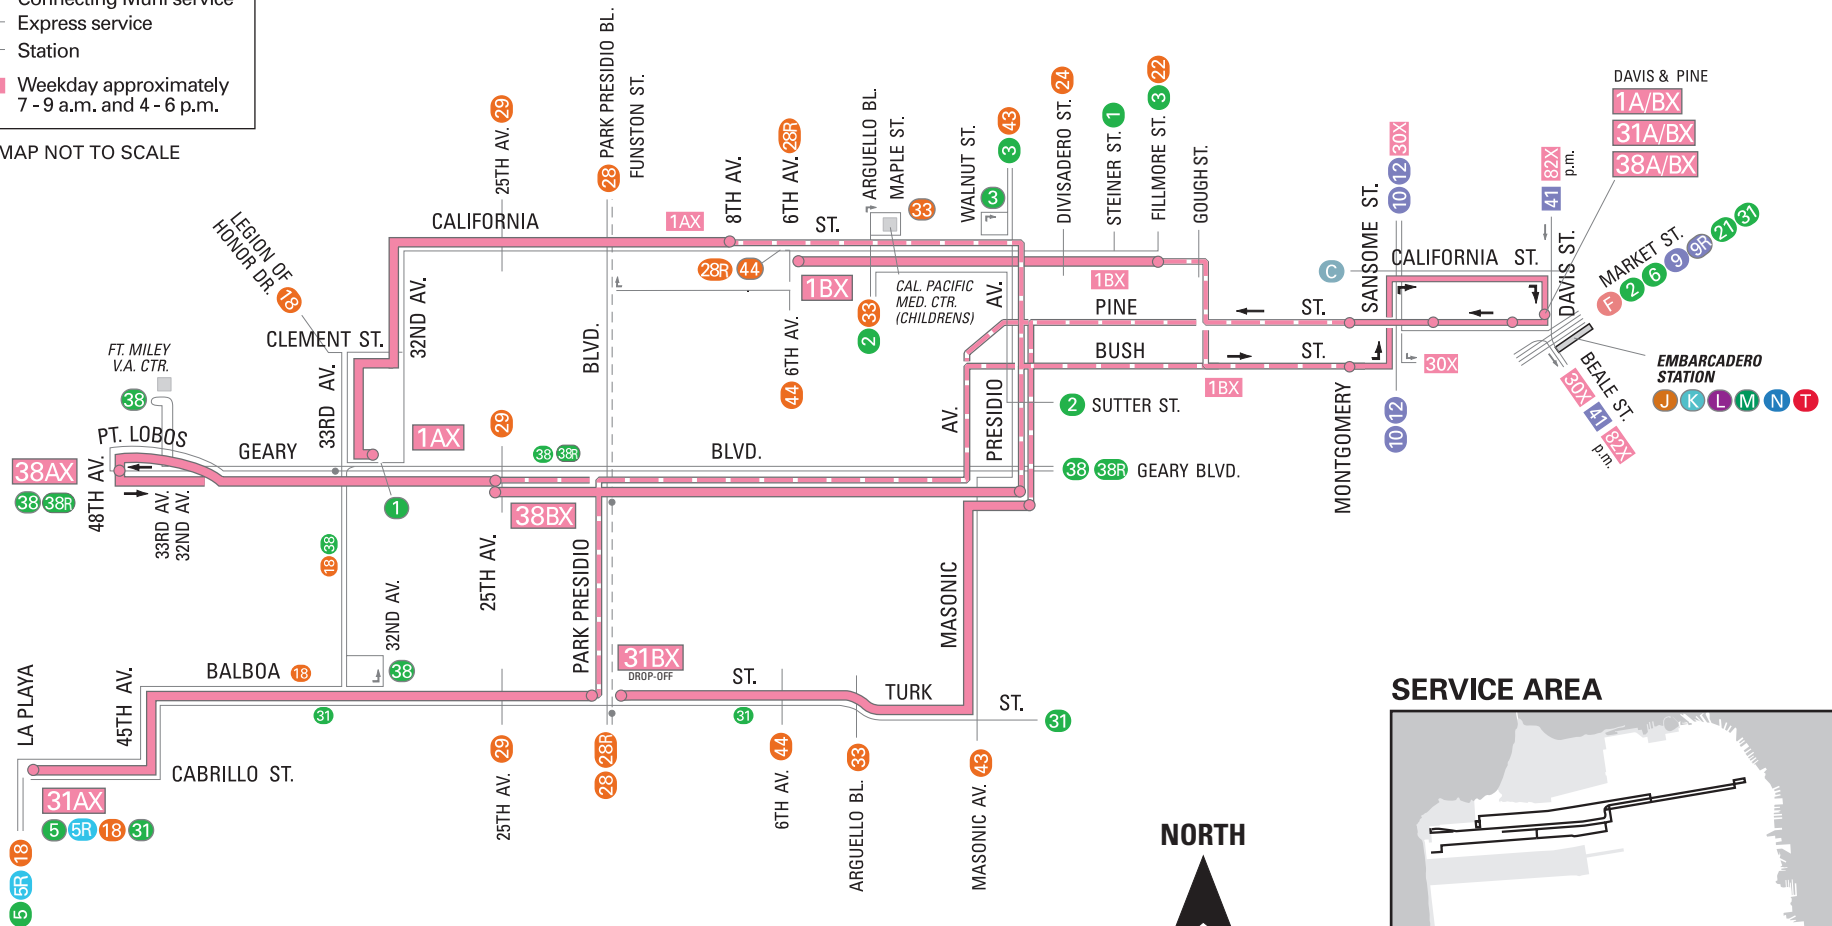 Connecting Muni service
Express service
Station
Weekday approximately
7 - 9 a.m. and 4 - 6 p.m.
MAP NOT TO SCALE
25TH AV. 29
28 PARK PRESIDIO BL.
FUNSTON ST.
8TH AV.
6TH AV. 28R
ARGUELLO BL.
MAPLE ST.
33
WALNUT ST.
3
3 43
DIVISADERO ST. 24
STEINER ST. 1
FILLMORE ST. 3 22
GOUGH ST.
SANSOME ST.
10 12 30X
41 82X
p.m.
DAVIS & PINE
1A/BX
31A/BX
38A/BX
DAVIS ST.
MARKET ST.
F 2 6 9 9R 21 31
CALIFORNIA
1AX
ST.
28R 44
1BX
CAL. PACIFIC
MED. CTR.
(CHILDRENS)
33
2
1BX
C
CALIFORNIA ST.
LEGION OF
HONOR DR. 18
CLEMENT ST.
32ND AV.
BLVD.
6TH AV.
44
AV.
PINE
ST.
BUSH
ST.
1BX
30X
EMBARCADERO
STATION
J K L M N T
BEALE ST.
30X 41 82X
p.m.
FT. MILEY
V.A. CTR.
38
33RD AV.
PT. LOBOS
GEARY
1AX
29
38 38R
BLVD.
AV.
PRESIDIO
2 SUTTER ST.
38 38R GEARY BLVD.
MONTGOMERY
10 12
38AX
38 38R
48TH AV.
33RD AV.
32ND AV.
1
38BX
38
18
25TH AV.
PARK PRESIDIO
MASONIC
32ND AV.
38
31BX
DROP-OFF
LA PLAYA
45TH AV.
BALBOA 18
31
ST.
31
TURK
ST.
31
CABRILLO ST.
31AX
5 5R 18 31
5 5R 18
25TH AV. 29
28 28R
6TH AV. 44
ARGUELLO BL. 33
MASONIC AV. 43
NORTH
SERVICE AREA